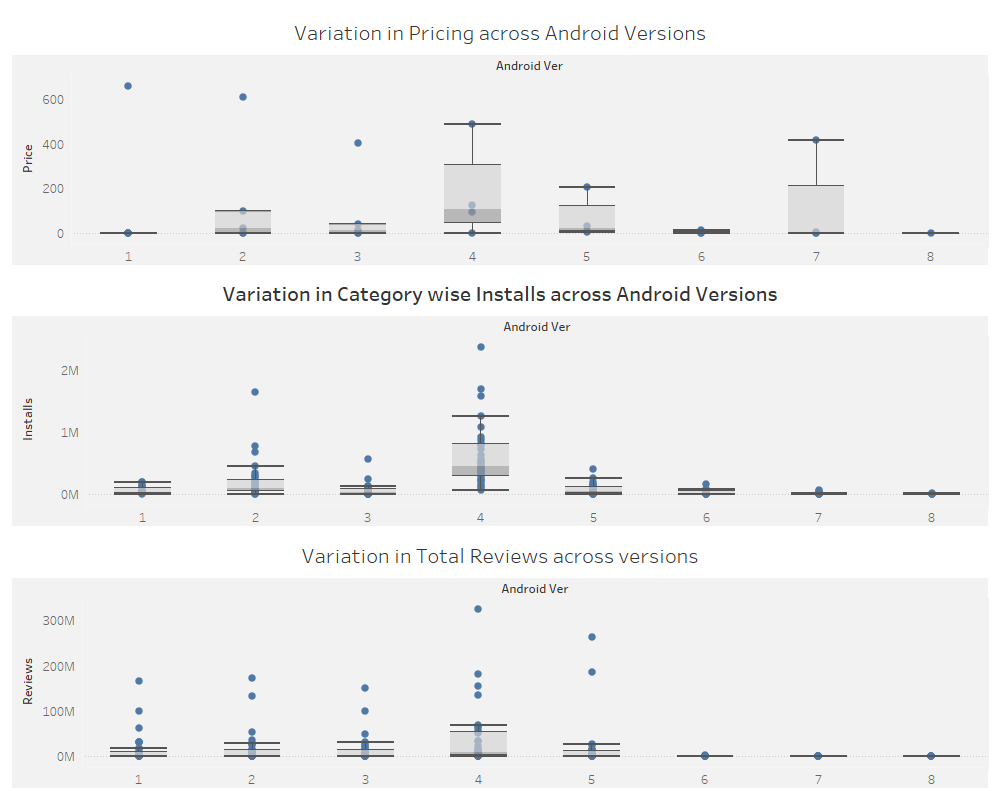 Variation in Pricing across Android Versions
Android Ver
Price
600
400
200
0
1 2 3 4 5 6 7 8
Variation in Category wise Installs across Android Versions
Android Ver
Installs
2M
1M
0M
1 2 3 4 5 6 7 8
Variation in Total Reviews across versions
Android Ver
Reviews
300M
200M
100M
0M
1 2 3 4 5 6 7 8